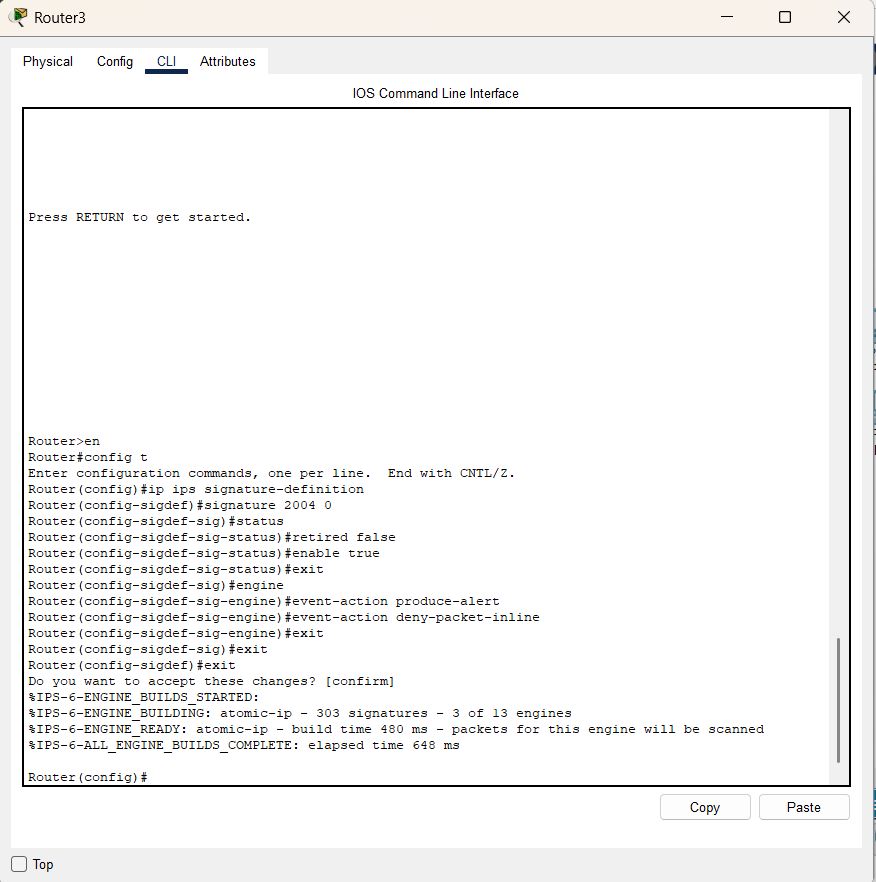 Router3
Physical Config CLI Attributes
IOS Command Line Interface
Press RETURN to get started.
Router>en
Router#config t
Enter configuration commands, one per line.  End with CNTL/Z.
Router(config)#ip ips signature-definition
Router(config-sigdef)#signature 2004 0
Router(config-sigdef-sig)#status
Router(config-sigdef-sig-status)#retired false
Router(config-sigdef-sig-status)#enable true
Router(config-sigdef-sig-status)#exit
Router(config-sigdef-sig)#engine
Router(config-sigdef-sig-engine)#event-action produce-alert
Router(config-sigdef-sig-engine)#event-action deny-packet-inline
Router(config-sigdef-sig-engine)#exit
Router(config-sigdef-sig)#exit
Router(config-sigdef)#exit
Do you want to accept these changes? [confirm]
%IPS-6-ENGINE_BUILDS_STARTED:
%IPS-6-ENGINE_BUILDING: atomic-ip - 303 signatures - 3 of 13 engines
%IPS-6-ENGINE_READY: atomic-ip - build time 480 ms - packets for this engine will be scanned
%IPS-6-ALL_ENGINE_BUILDS_COMPLETE: elapsed time 648 ms
Router(config)#
Copy Paste
Top